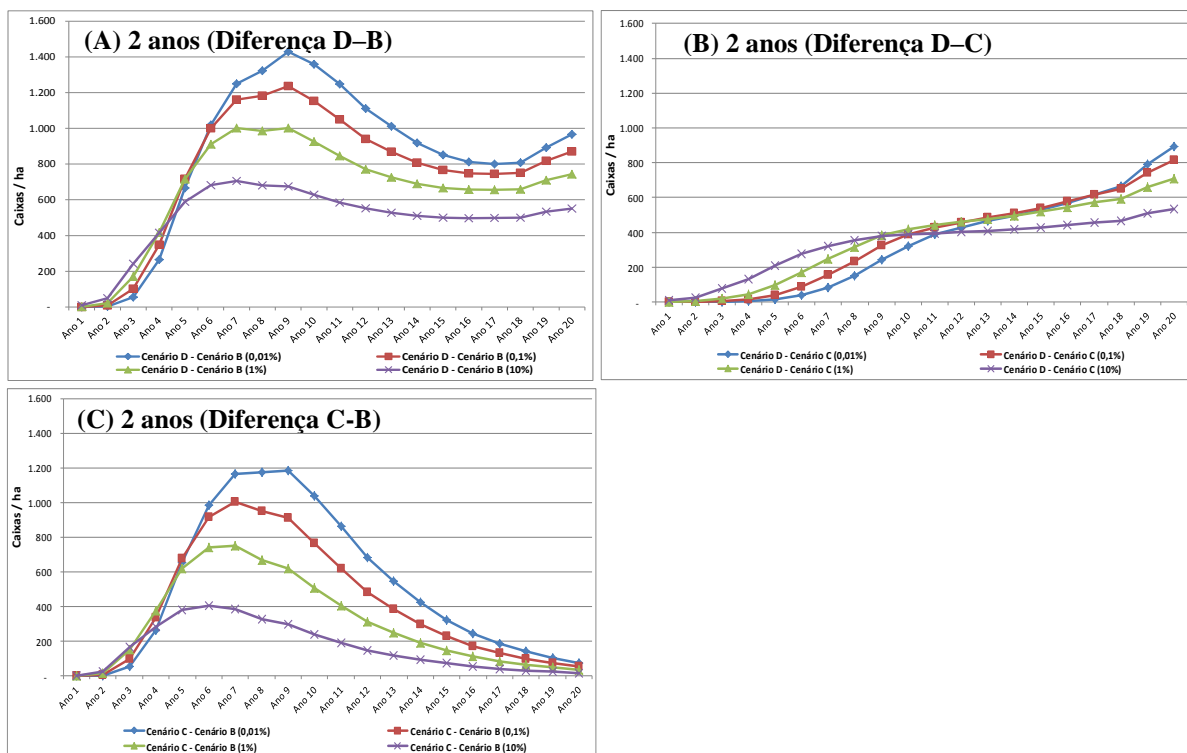 (A) 2 anos (Diferença D–B)
Caixas / ha
1.600
1.400
1.200
1.000
800
600
400
200
-
Ano 1 Ano 2 Ano 3 Ano 4 Ano 5 Ano 6 Ano 7 Ano 8 Ano 9 Ano 10 Ano 11 Ano 12 Ano 13 Ano 14 Ano 15 Ano 16 Ano 17 Ano 18 Ano 19 Ano 20
Cenário D - Cenário B (0,01%) Cenário D - Cenário B (0,1%)
Cenário D - Cenário B (1%) Cenário D - Cenário B (10%)
(B) 2 anos (Diferença D–C)
1.600
1.400
1.200
1.000
800
600
400
200
-
Ano 1 Ano 2 Ano 3 Ano 4 Ano 5 Ano 6 Ano 7 Ano 8 Ano 9 Ano 10 Ano 11 Ano 12 Ano 13 Ano 14 Ano 15 Ano 16 Ano 17 Ano 18 Ano 19 Ano 20
Cenário D - Cenário C (0,01%) Cenário D - Cenário C (0,1%)
Cenário D - Cenário C (1%) Cenário D - Cenário C (10%)
(C) 2 anos (Diferença C-B)
Caixas / ha
1.600
1.400
1.200
1.000
800
600
400
200
-
Ano 1 Ano 2 Ano 3 Ano 4 Ano 5 Ano 6 Ano 7 Ano 8 Ano 9 Ano 10 Ano 11 Ano 12 Ano 13 Ano 14 Ano 15 Ano 16 Ano 17 Ano 18 Ano 19 Ano 20
Cenário C - Cenário B (0,01%) Cenário C - Cenário B (0,1%)
Cenário C - Cenário B (1%) Cenário C - Cenário B (10%)